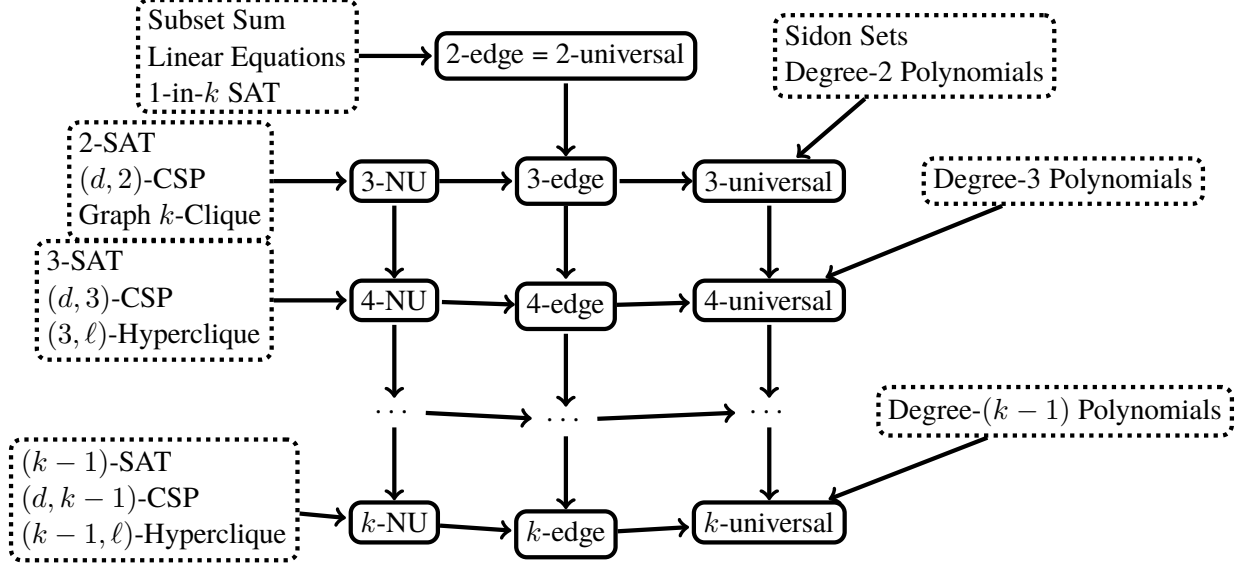 Subset Sum
Linear Equations
1-in-k SAT
2-edge = 2-universal
Sidon Sets
Degree-2 Polynomials
2-SAT
(d, 2)-CSP
Graph k-Clique
3-NU
3-edge
3-universal
Degree-3 Polynomials
3-SAT
(d, 3)-CSP
(3, ℓ)-Hyperclique
4-NU
4-edge
4-universal
· · ·
· · ·
· · ·
Degree-(k − 1) Polynomials
(k − 1)-SAT
(d, k − 1)-CSP
(k − 1, ℓ)-Hyperclique
k-NU
k-edge
k-universal